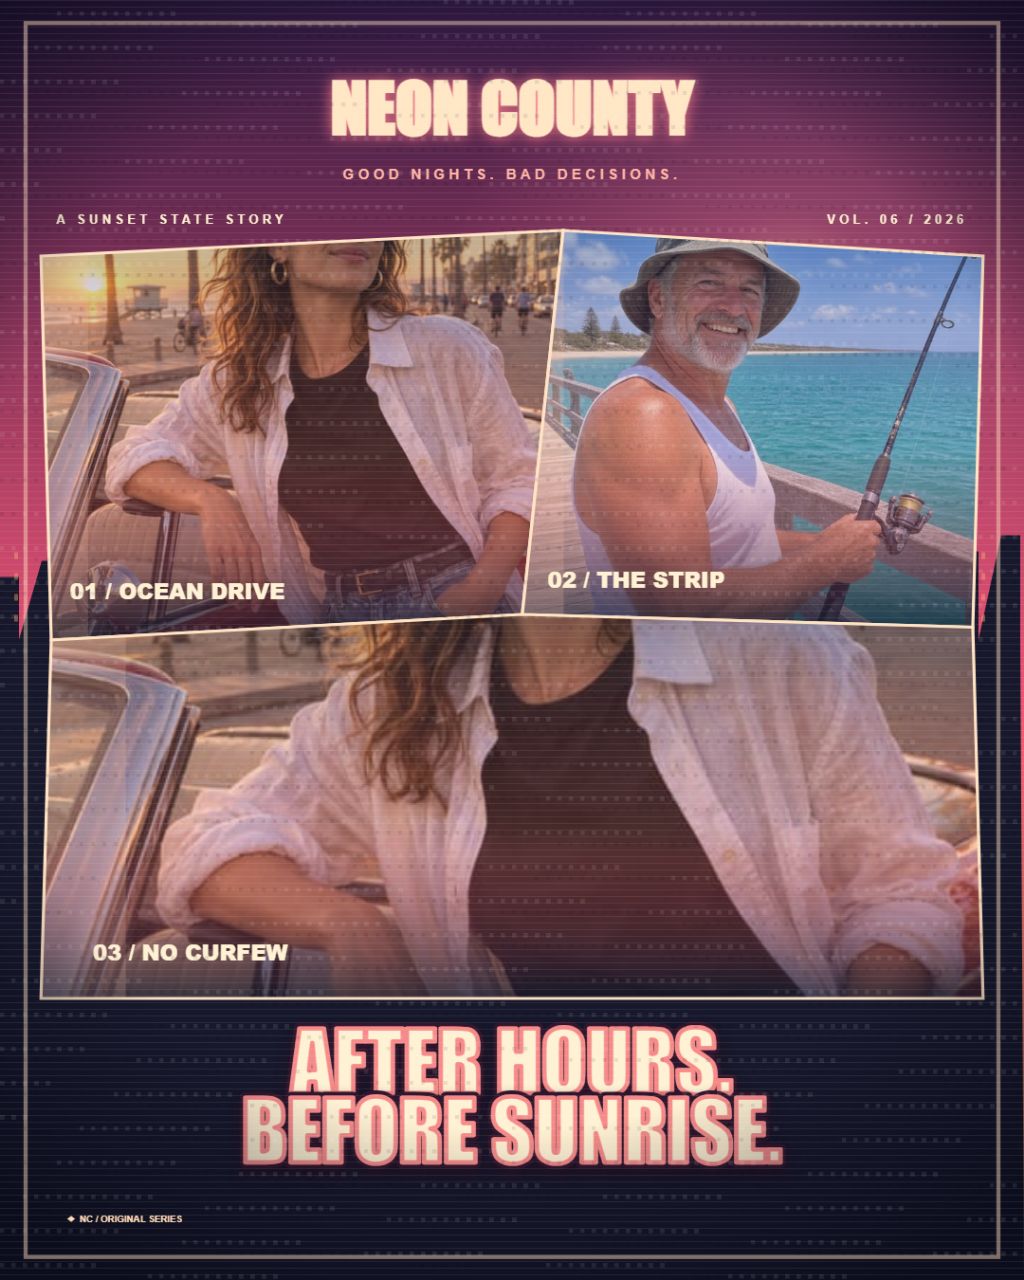 NEON COUNTY
GOOD NIGHTS. BAD DECISIONS.
A SUNSET STATE STORY
VOL. 06 / 2026
01 / OCEAN DRIVE
02 / THE STRIP
03 / NO CURFEW
AFTER HOURS.
BEFORE SUNRISE.
◆ NC / ORIGINAL SERIES